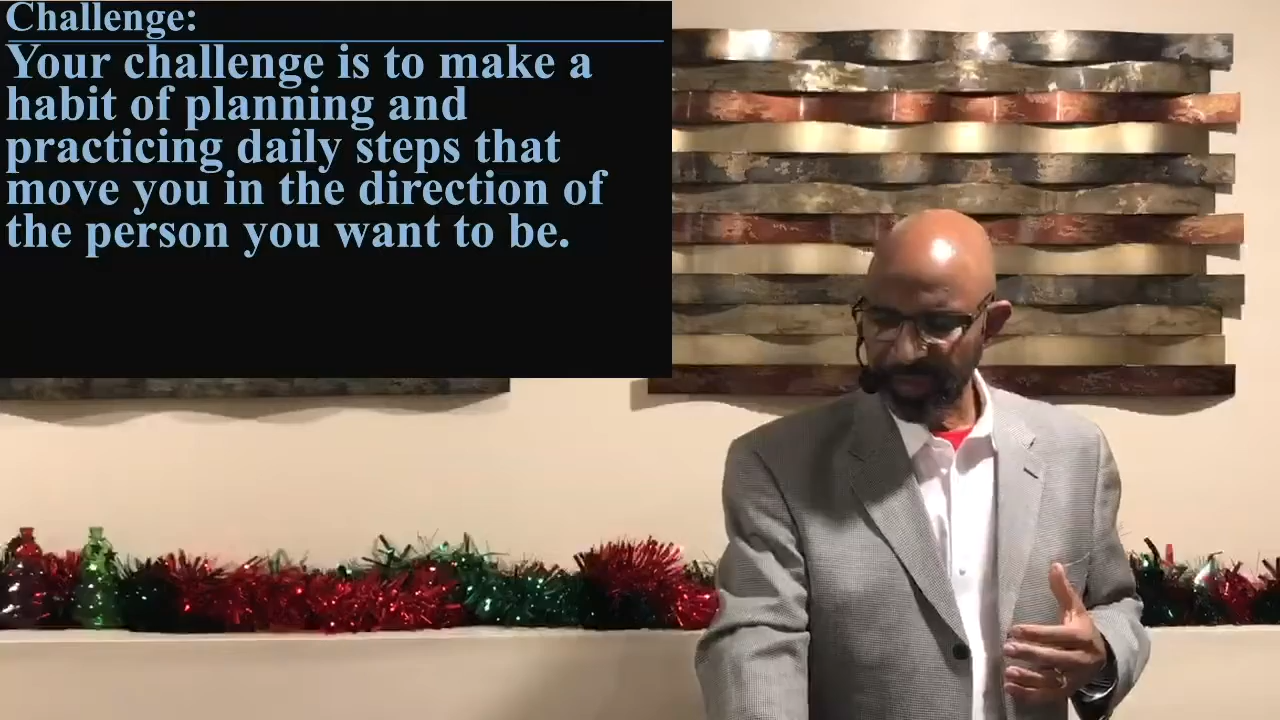 Challenge:
Your challenge is to make a
habit of planning and
practicing daily steps that
move you in the direction of
the person you want to be.